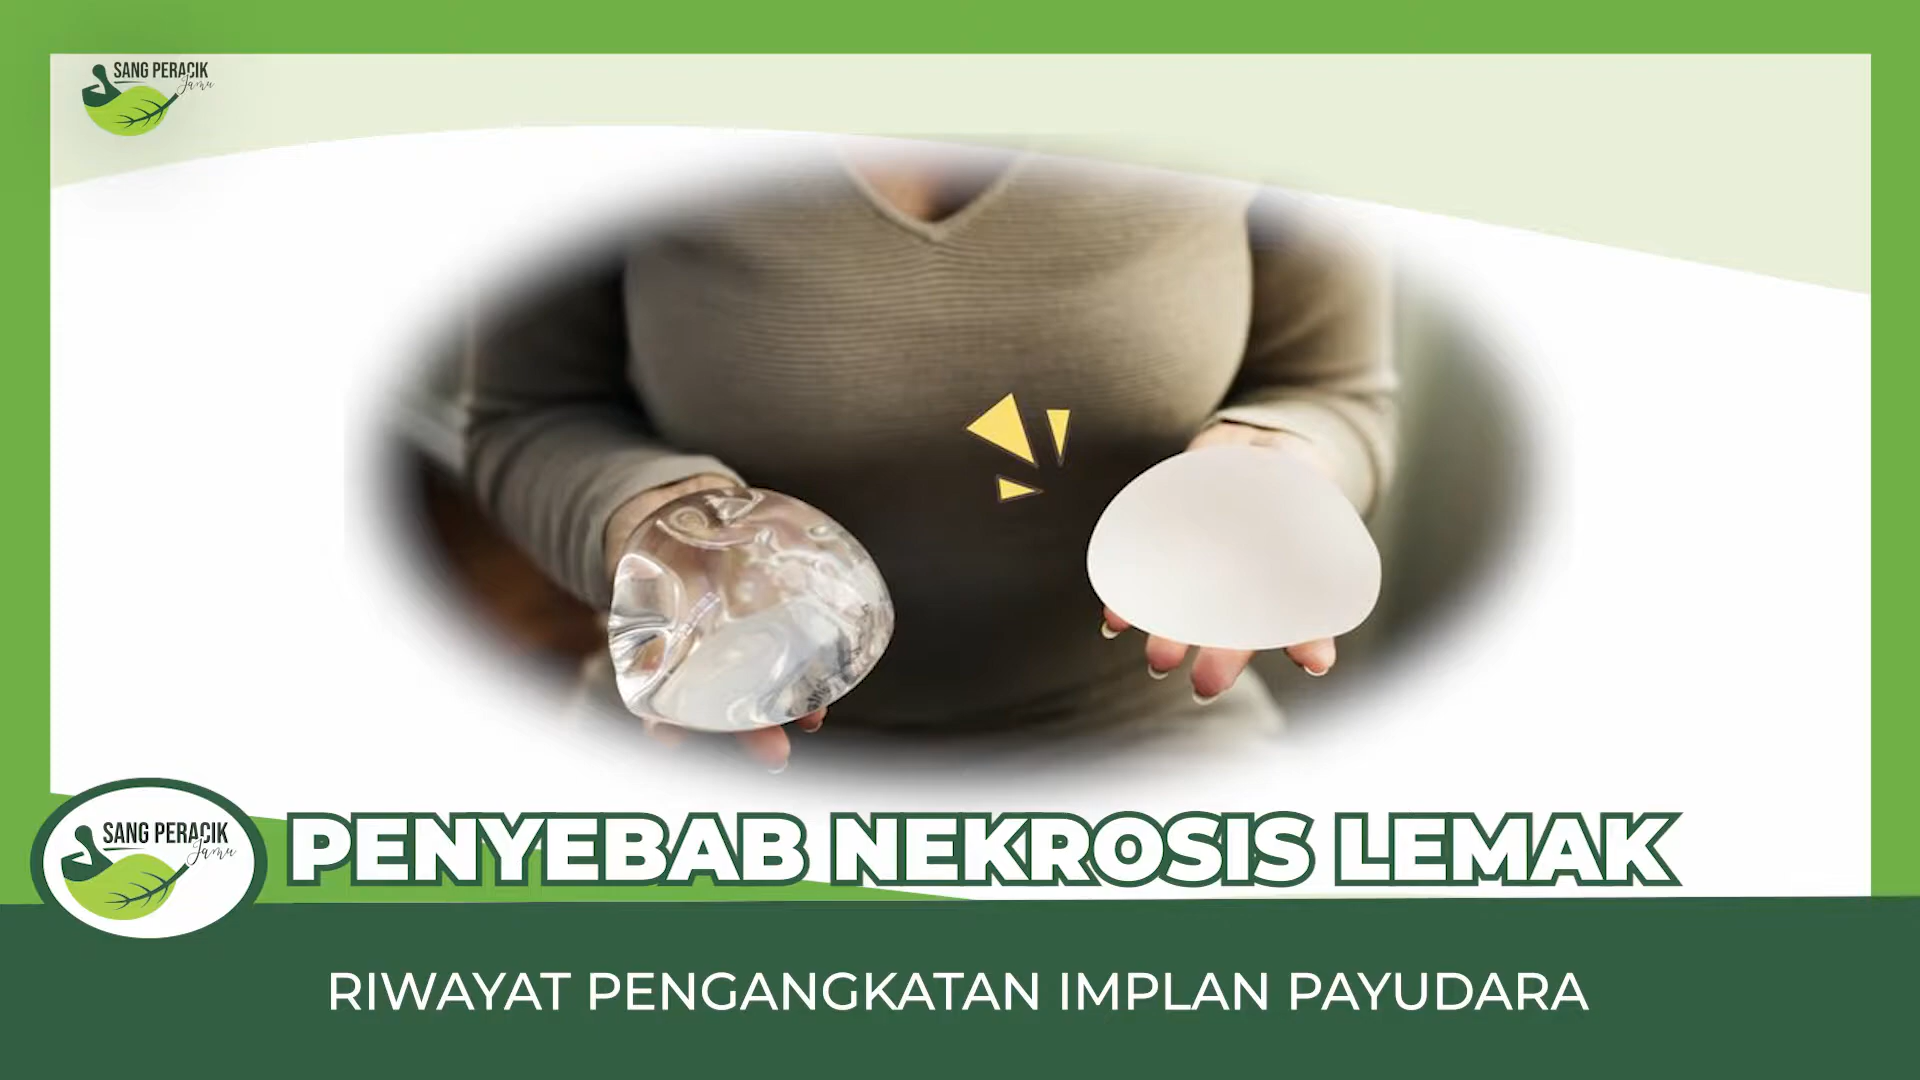 SANG PERACIK
Jamu
SANG PERACIK
Jamu
PENYEBAB NEKROSIS LEMAK
RIWAYAT PENGANGKATAN IMPLAN PAYUDARA